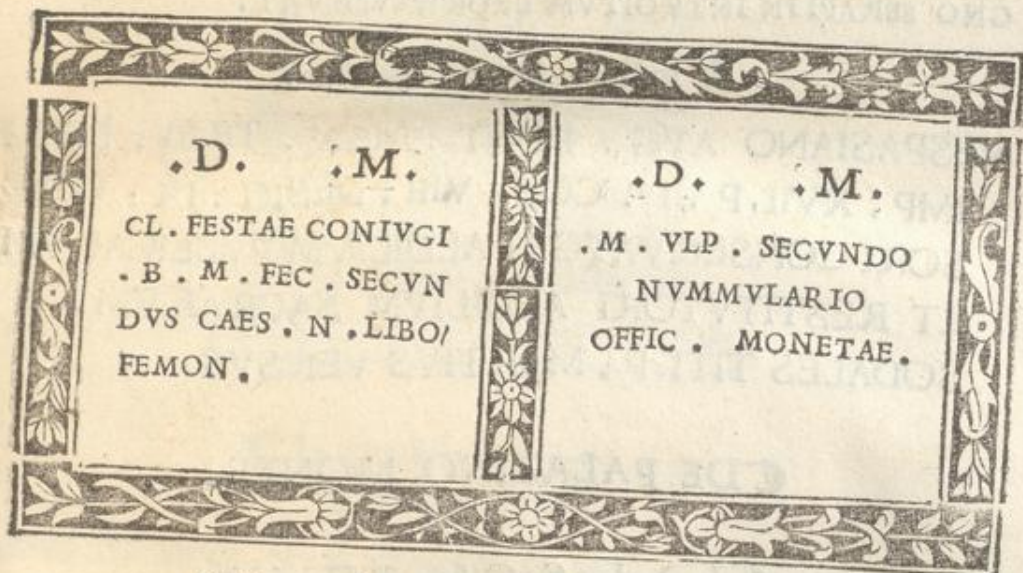 .D. .M.
CL. FESTAE CONIVGI
.B.M.FEC.SECVN
DVS CAES.N.LIBO/
FEMON.
.D. .M.
.M.VLP.SECVNDO
NVMMVLARIO
OFFIC. MONETAE.